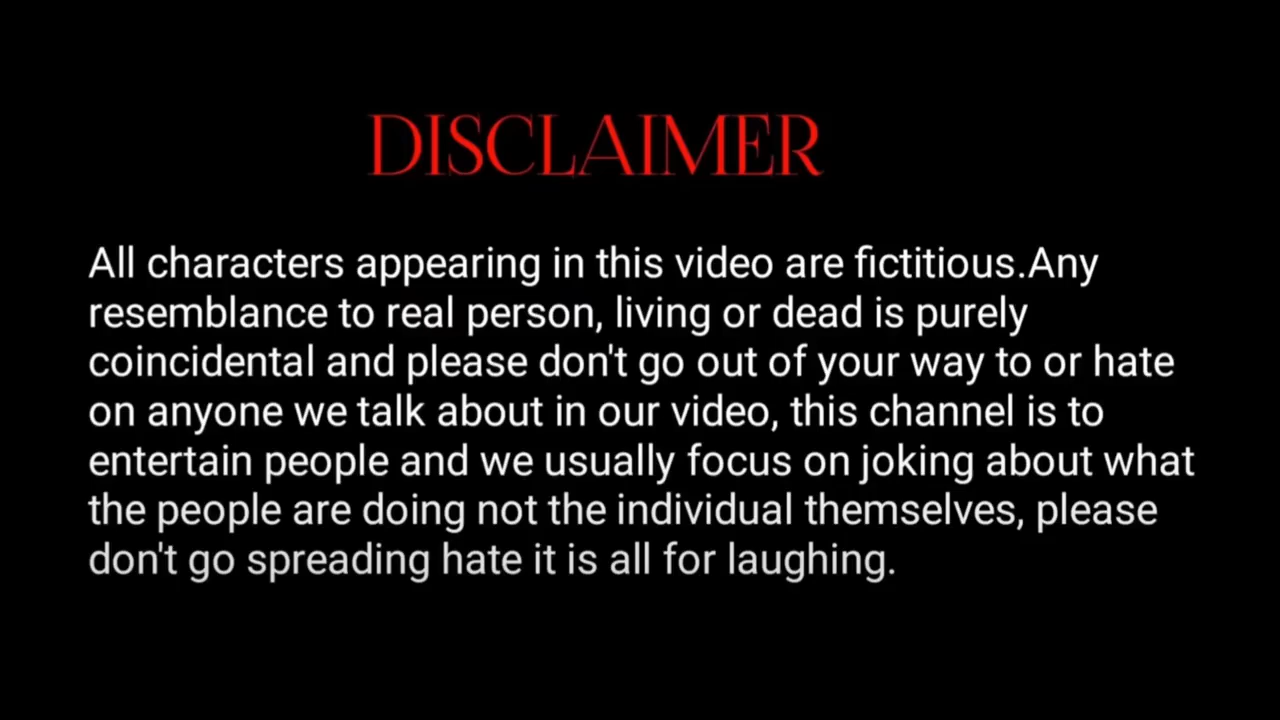 DISCLAIMER
All characters appearing in this video are fictitious.Any
resemblance to real person, living or dead is purely
coincidental and please don't go out of your way to or hate
on anyone we talk about in our video, this channel is to
entertain people and we usually focus on joking about what
the people are doing not the individual themselves, please
don't go spreading hate it is all for laughing.